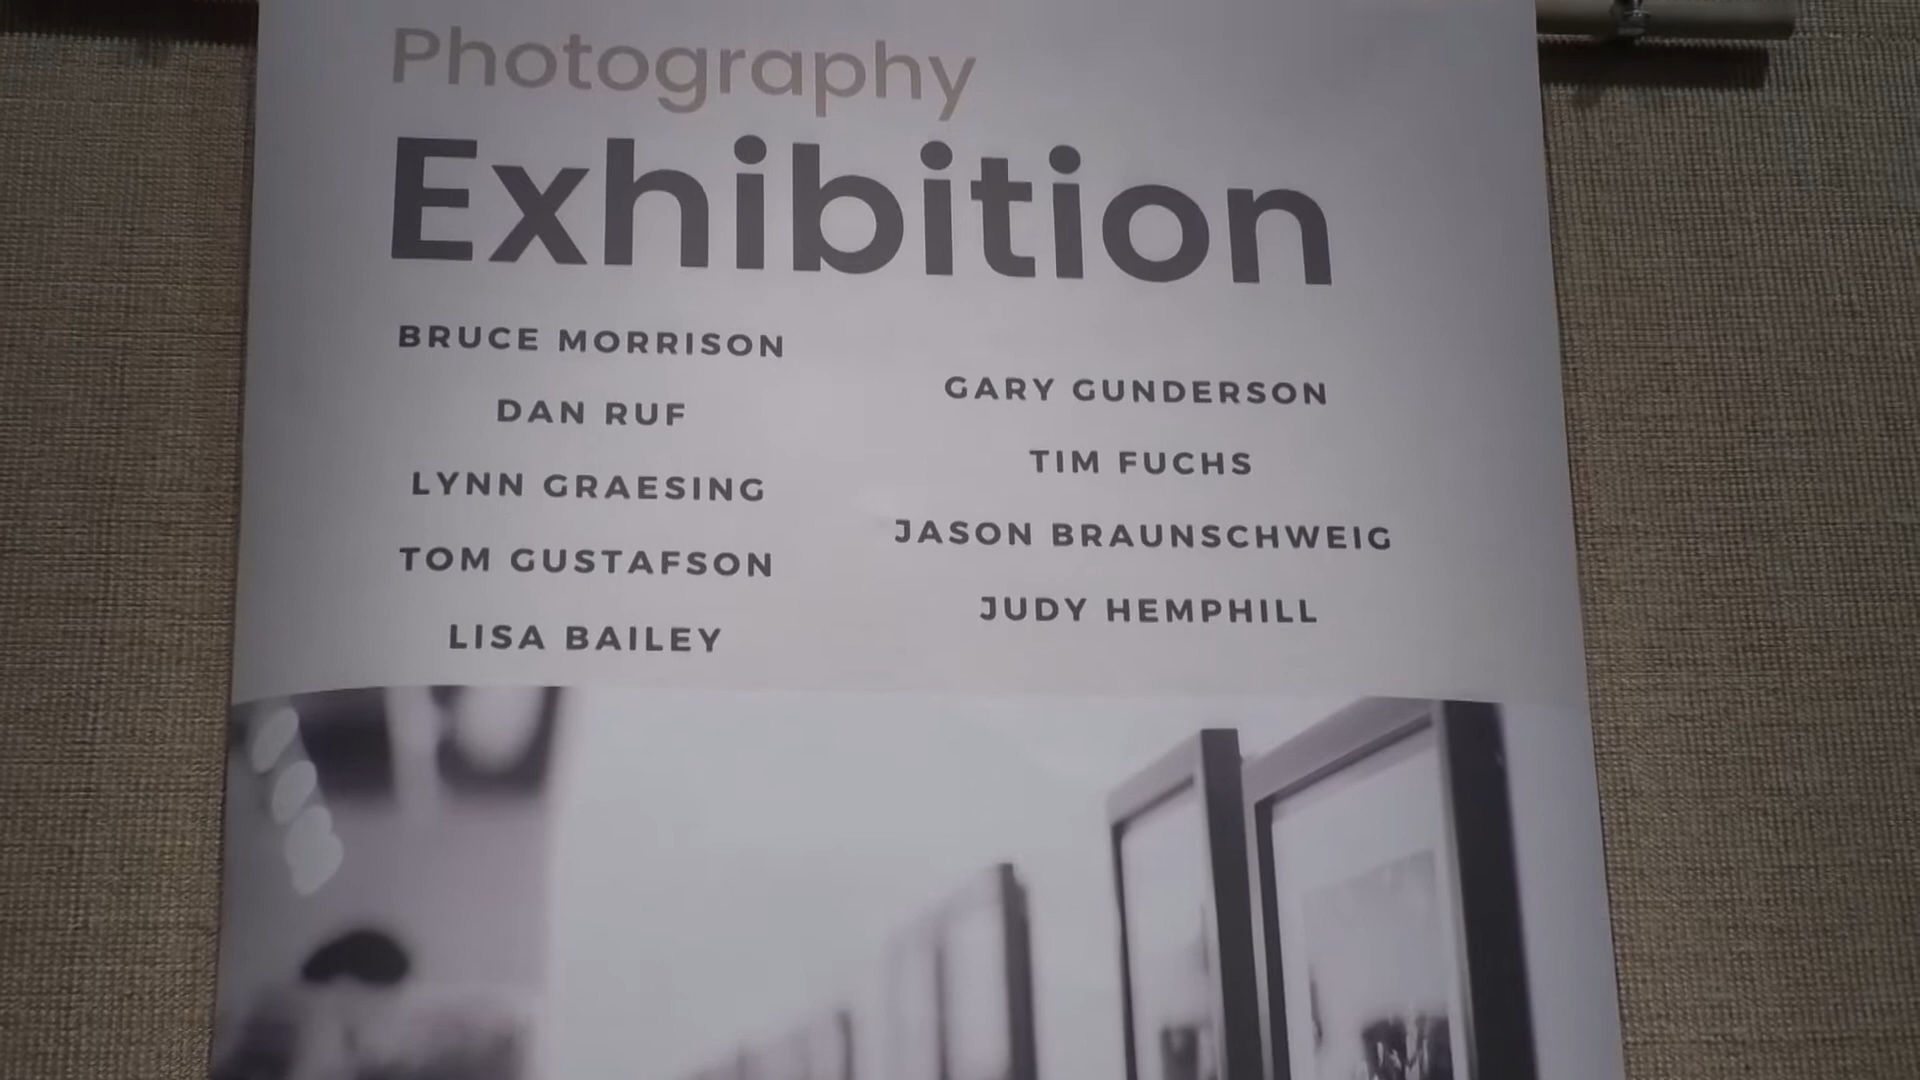 Photography
Exhibition
BRUCE MORRISON
DAN RUF
LYNN GRAESING
TOM GUSTAFSON
LISA BAILEY
GARY GUNDERSON
TIM FUCHS
JASON BRAUNSCHWEIG
JUDY HEMPHILL